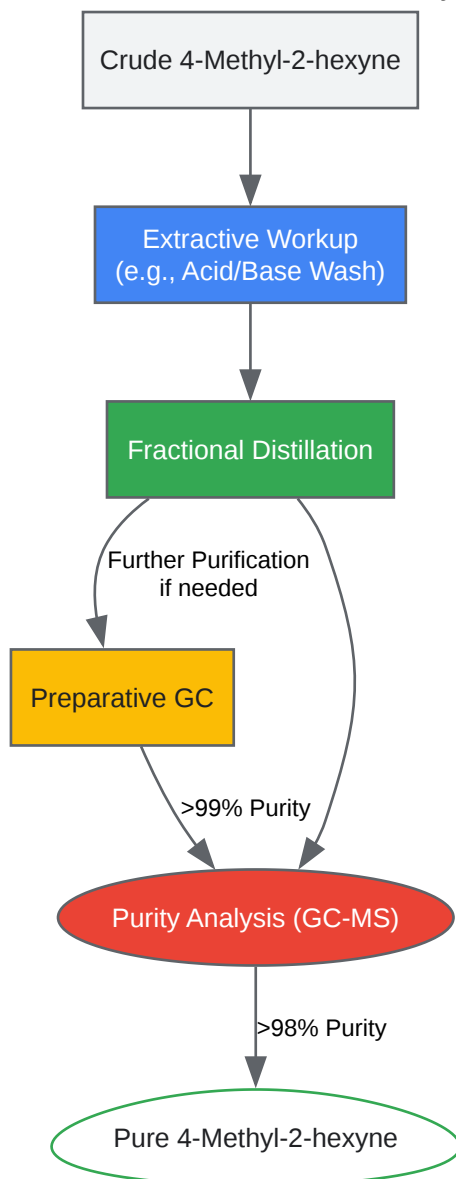 Crude 4-Methyl-2-hexyne
Extractive Workup
(e.g., Acid/Base Wash)
Fractional Distillation
Further Purification
if needed
Preparative GC
>99% Purity
Purity Analysis (GC-MS)
>98% Purity
Pure 4-Methyl-2-hexyne